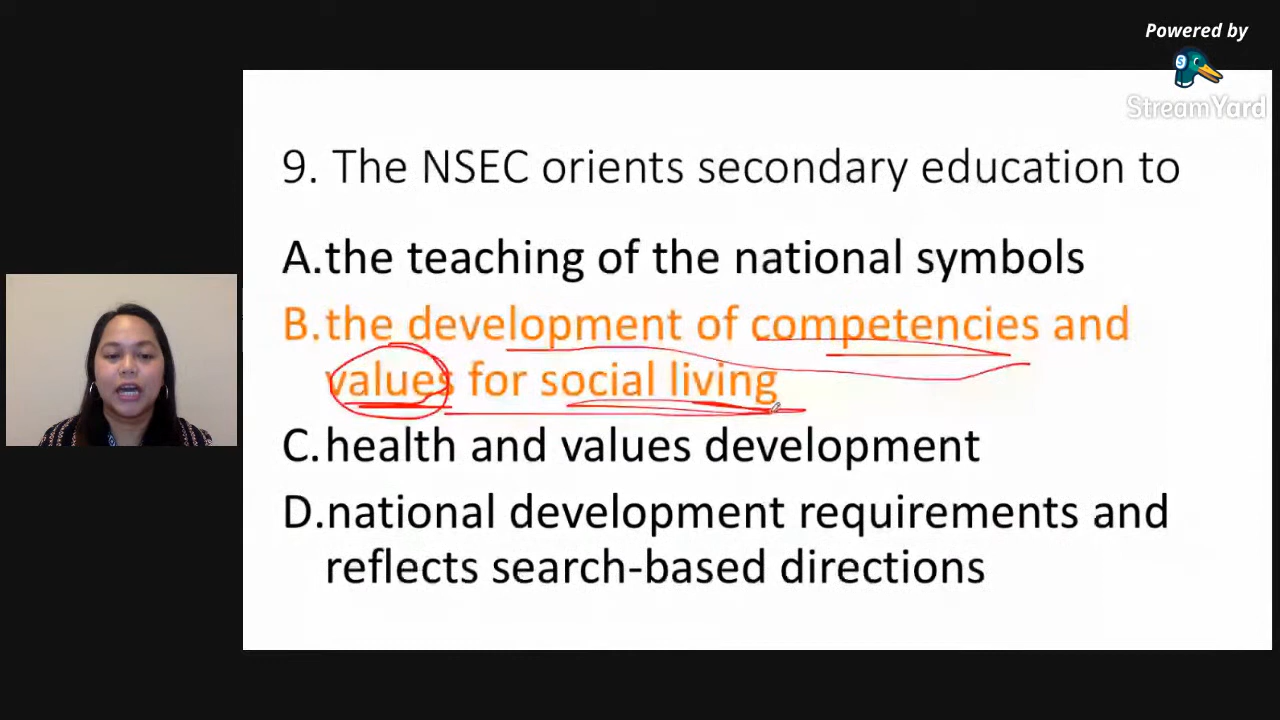 Powered by
StreamYard
9. The NSEC orients secondary education to
A.the teaching of the national symbols
B.the development of competencies and
values for social living
C.health and values development
D.national development requirements and
reflects search-based directions